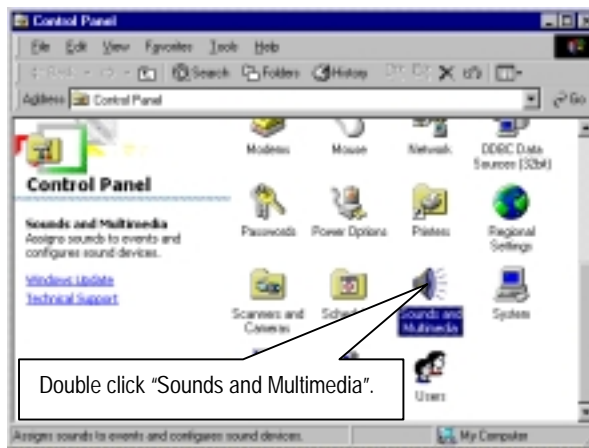 Control Panel
File Edit View Favorites Tools Help
Search Folders History
Address Control Panel Go
Modems Mouse Network ODBC Data Sources (32bit)
Control Panel
Sounds and Multimedia
Assigns sounds to events and
configures sound devices.
Windows Update
Technical Support
Passwords Power Options Printers Regional Settings
Scanners and Cameras Sounds and Multimedia System
Users
Double click “Sounds and Multimedia”.
Assigns sounds to events and configures sound devices. My Computer